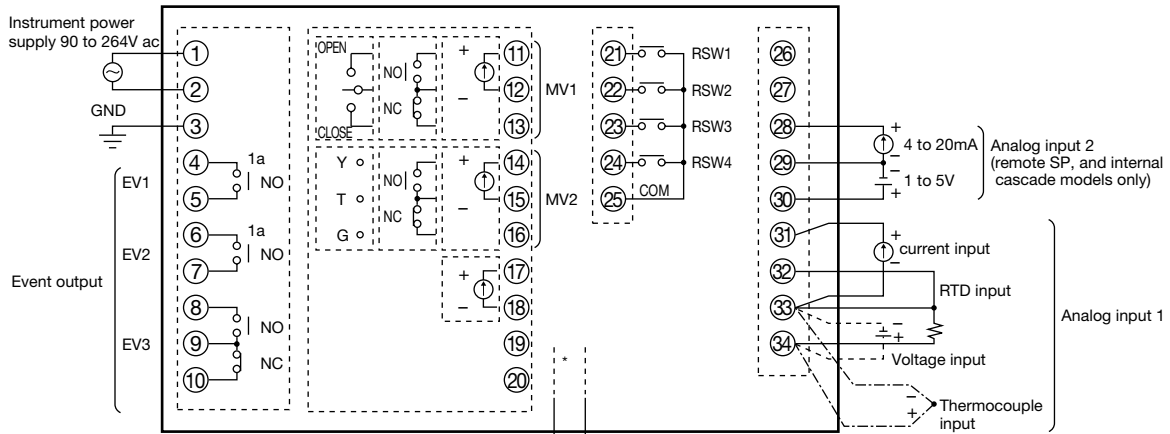 Instrument power
supply 90 to 264V ac
GND
Event output
EV1
EV2
EV3
1
2
3
4
5
6
7
8
9
10
1a
NO
1a
NO
NO
NC
OPEN
CLOSE
NO
NC
+
−
Y
T
G
NO
NC
+
−
+
−
11
12
13
14
15
16
17
18
19
20
MV1
MV2
*
21
22
23
24
25
RSW1
RSW2
RSW3
RSW4
COM
26
27
28
29
30
31
32
33
34
+
4 to 20mA
−
−
1 to 5V
+
Analog input 2
(remote SP, and internal
cascade models only)
+
current input
−
RTD input
−
+
Voltage input
−
+
Thermocouple
input
Analog input 1